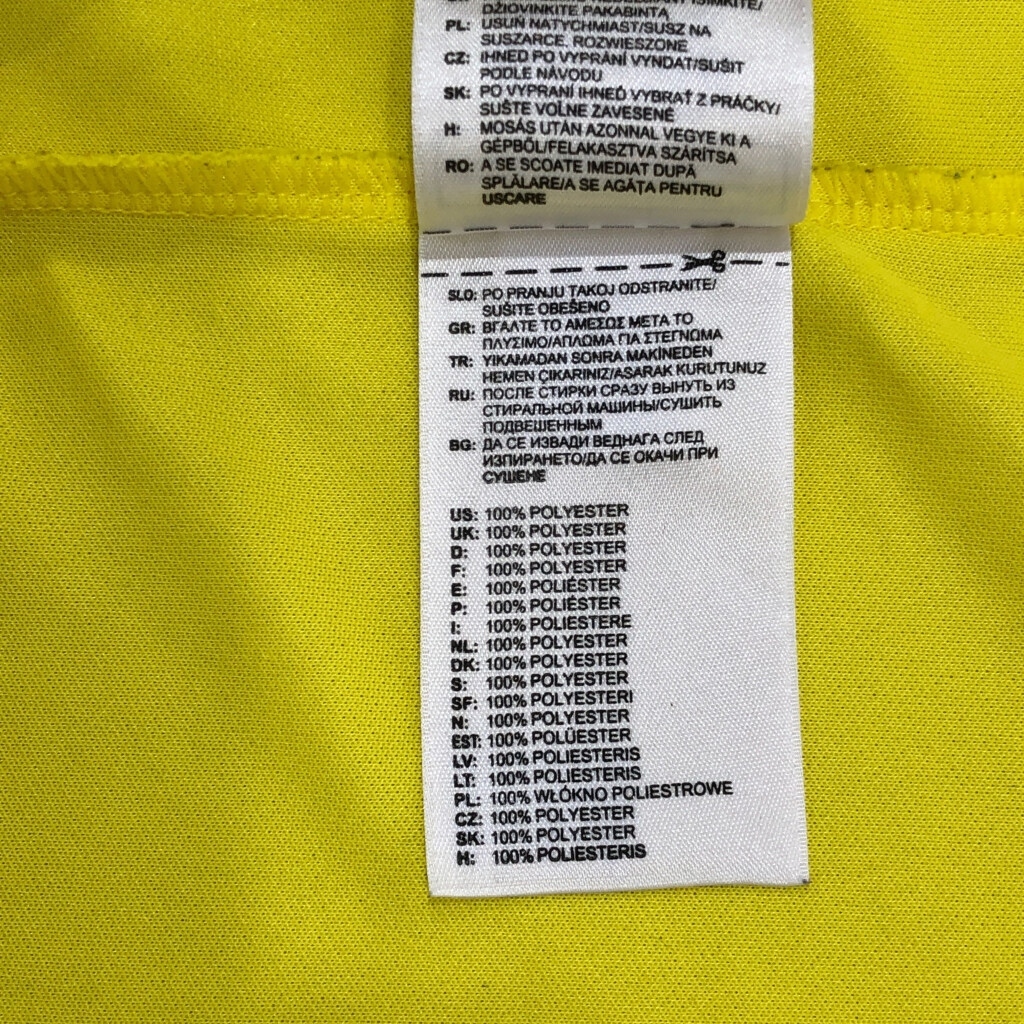 DŽIOVINKITE PAKABINTĄ
PL: USUŃ NATYCHMIAST/SUSZ NA
SUSZARCE, ROZWIESZONE
CZ: IHNED PO VYPRÁNÍ VYNDAT/SUŠIT
PODLE NÁVODU
SK: PO VYPRANÍ IHNEĎ VYBRAŤ Z PRÁČKY/
SUŠTE VOĽNE ZAVESENÉ
H: MOSÁS UTÁN AZONNAL VEGYE KI A
GÉPBŐL/FELAKASZTVA SZÁRÍTSA
RO: A SE SCOATE IMEDIAT DUPĂ
SPĂLARE/A SE AGĂȚA PENTRU
USCARE
SLO: PO PRANJU TAKOJ ODSTRANITE/
SUŠITE OBEŠENO
GR: ΒΓΑΛΤΕ ΤΟ ΑΜΕΣΩΣ ΜΕΤΑ ΤΟ
ΠΛΥΣΙΜΟ/ΑΠΛΩΜΑ ΓΙΑ ΣΤΕΓΝΩΜΑ
TR: YIKAMADAN SONRA MAKİNEDEN
HEMEN ÇIKARINIZ/ASARAK KURUTUNUZ
RU: ПОСЛЕ СТИРКИ СРАЗУ ВЫНУТЬ ИЗ
СТИРАЛЬНОЙ МАШИНЫ/СУШИТЬ
ПОДВЕШЕННЫМ
BG: ДА СЕ ИЗВАДИ ВЕДНАГА СЛЕД
ИЗПИРАНЕТО/ДА СЕ ОКАЧИ ПРИ
СУШЕНЕ
US: 100% POLYESTER
UK: 100% POLYESTER
D: 100% POLYESTER
F: 100% POLYESTER
E: 100% POLIÉSTER
P: 100% POLIÉSTER
I: 100% POLIESTERE
NL: 100% POLYESTER
DK: 100% POLYESTER
S: 100% POLYESTER
SF: 100% POLYESTERI
N: 100% POLYESTER
EST: 100% POLÜESTER
LV: 100% POLIESTERIS
LT: 100% POLIESTERIS
PL: 100% WŁÓKNO POLIESTROWE
CZ: 100% POLYESTER
SK: 100% POLYESTER
H: 100% POLIESTERIS